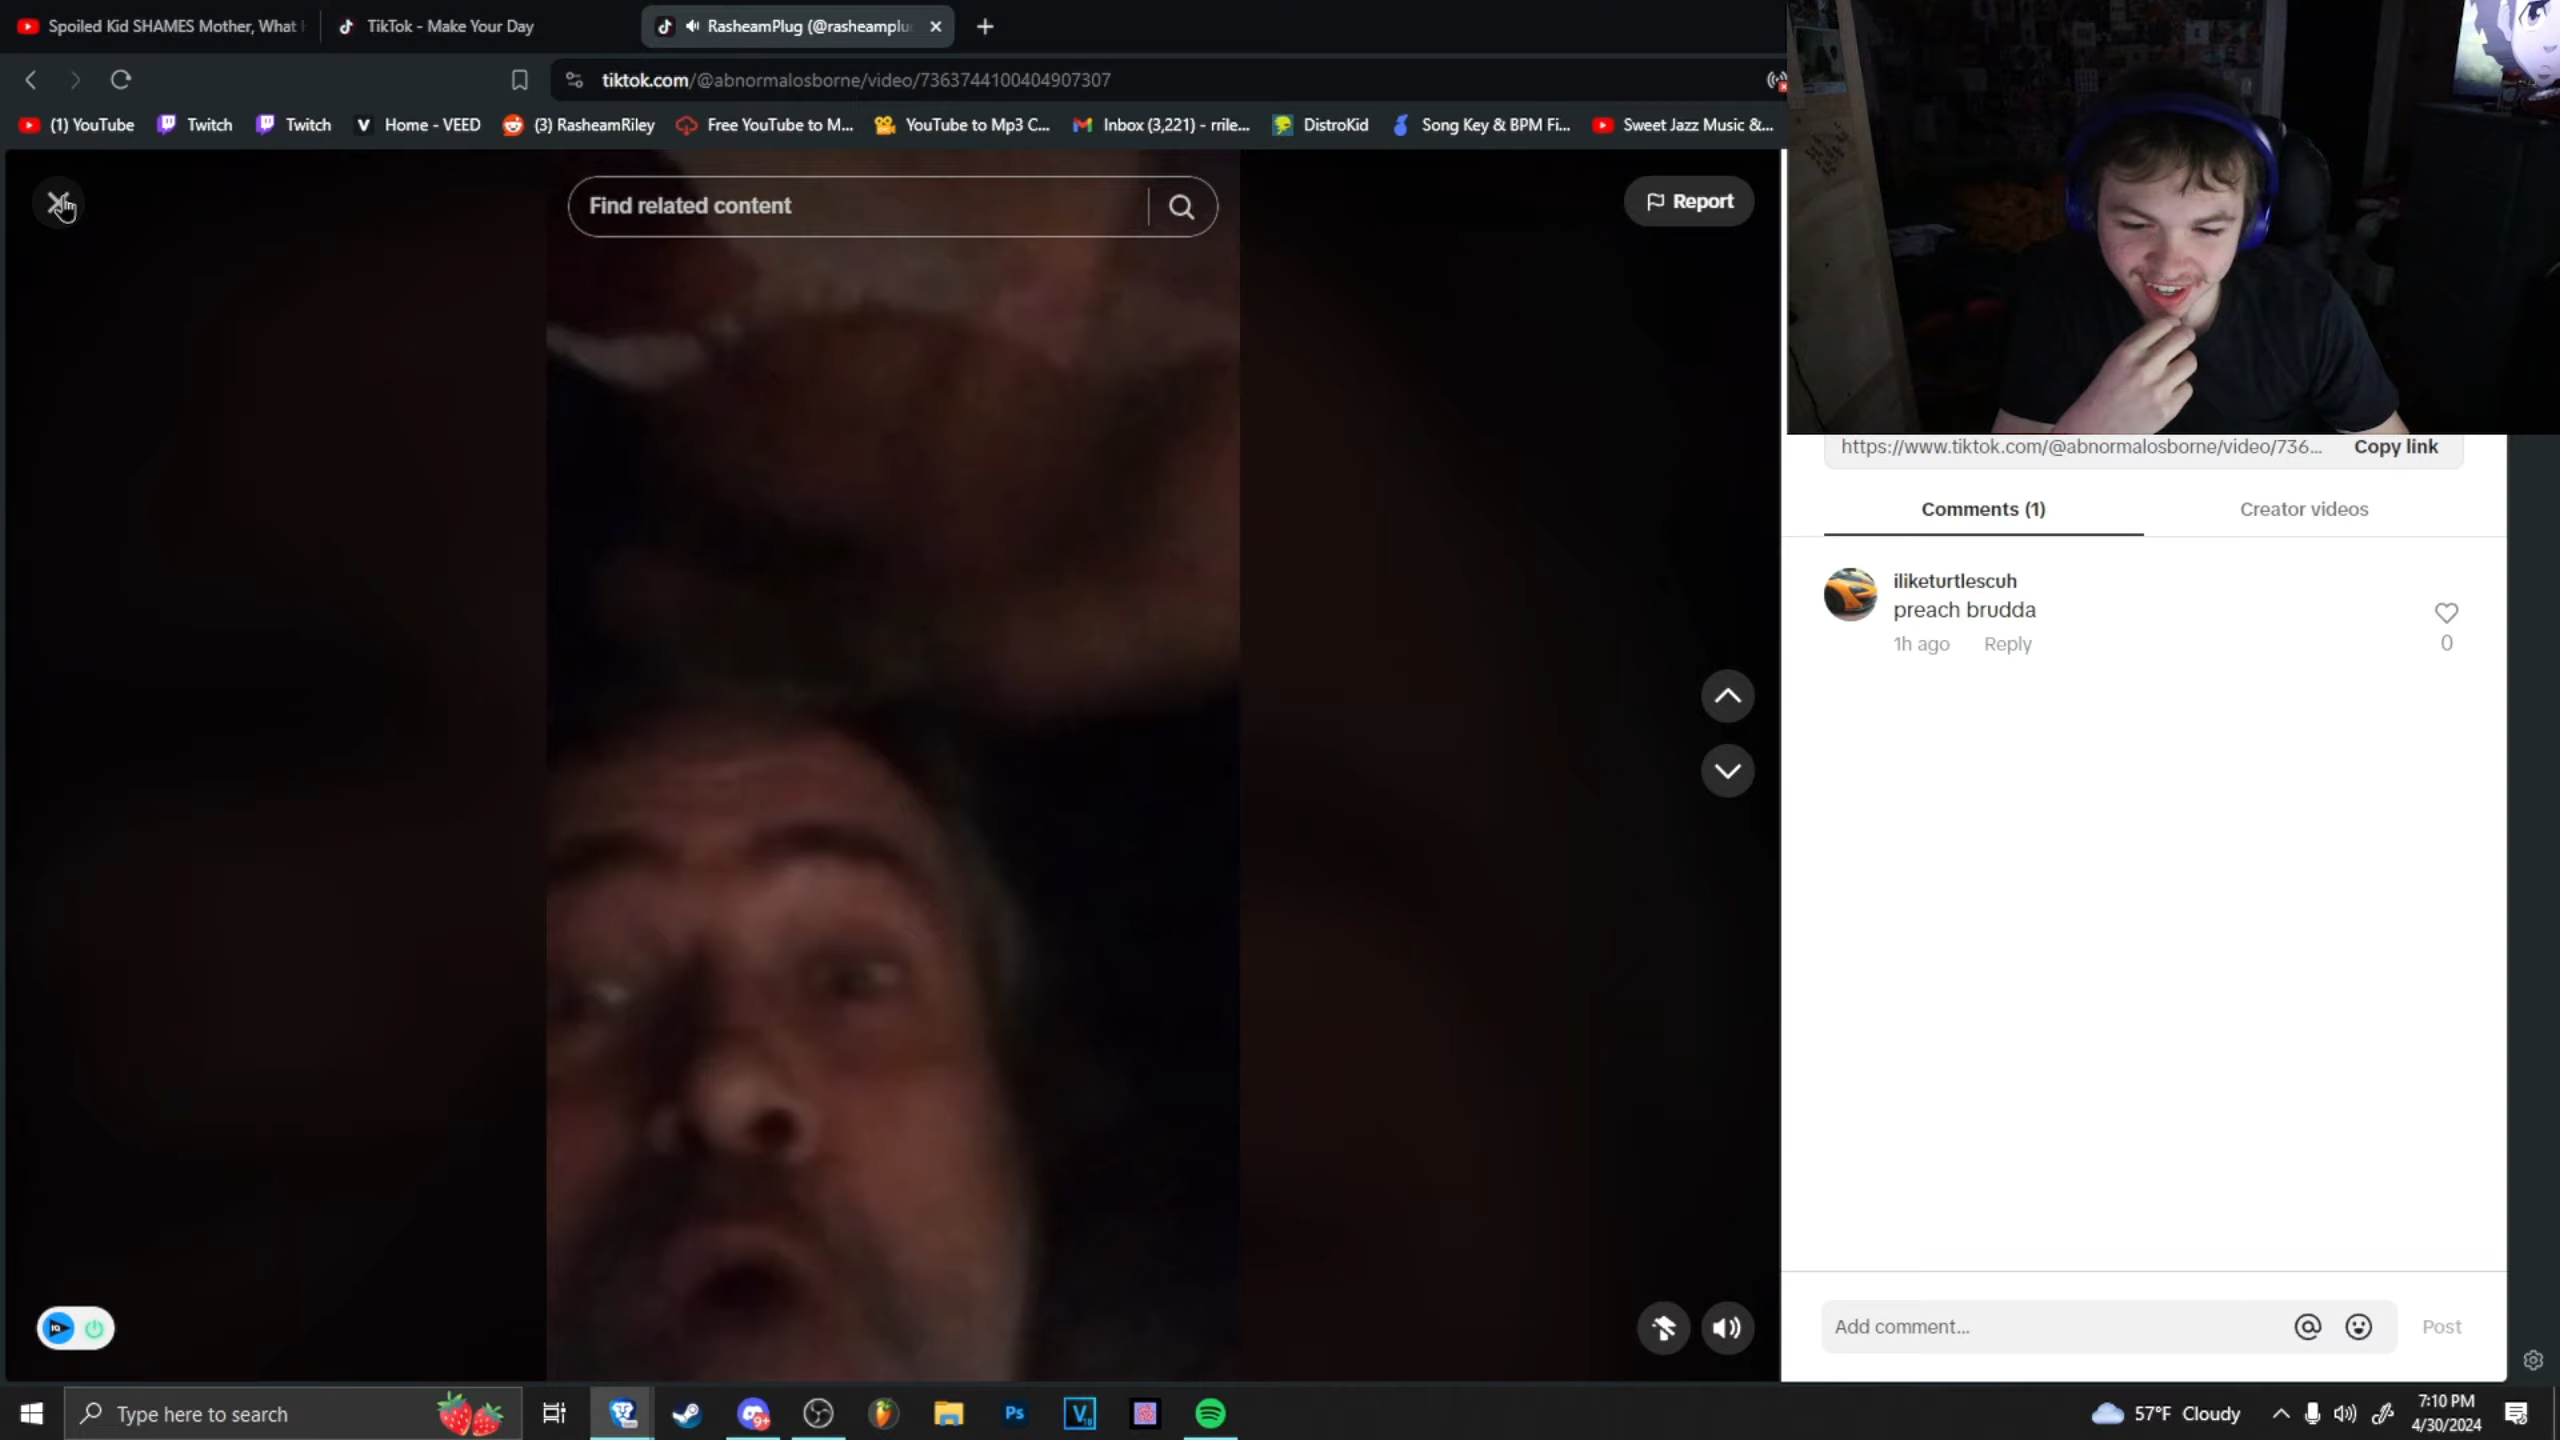 Spoiled Kid SHAMES Mother, What
TikTok - Make Your Day
RasheamPlug (@rasheamplu
tiktok.com/@abnormalosborne/video/7363744100404907307
(1) YouTube
Twitch
Twitch
V Home - VEED
(3) RasheamRiley
Free YouTube to M...
YouTube to Mp3 C...
Inbox (3,221) - rrile...
DistroKid
Song Key & BPM Fi...
Sweet Jazz Music &...
Find related content
Report
https://www.tiktok.com/@abnormalosborne/video/736...
Copy link
Comments (1)
Creator videos
iliketurtlescuh
preach brudda
1h ago
Reply
0
Add comment...
Post
Type here to search
9+
Ps
V
57°F Cloudy
7:10 PM
4/30/2024